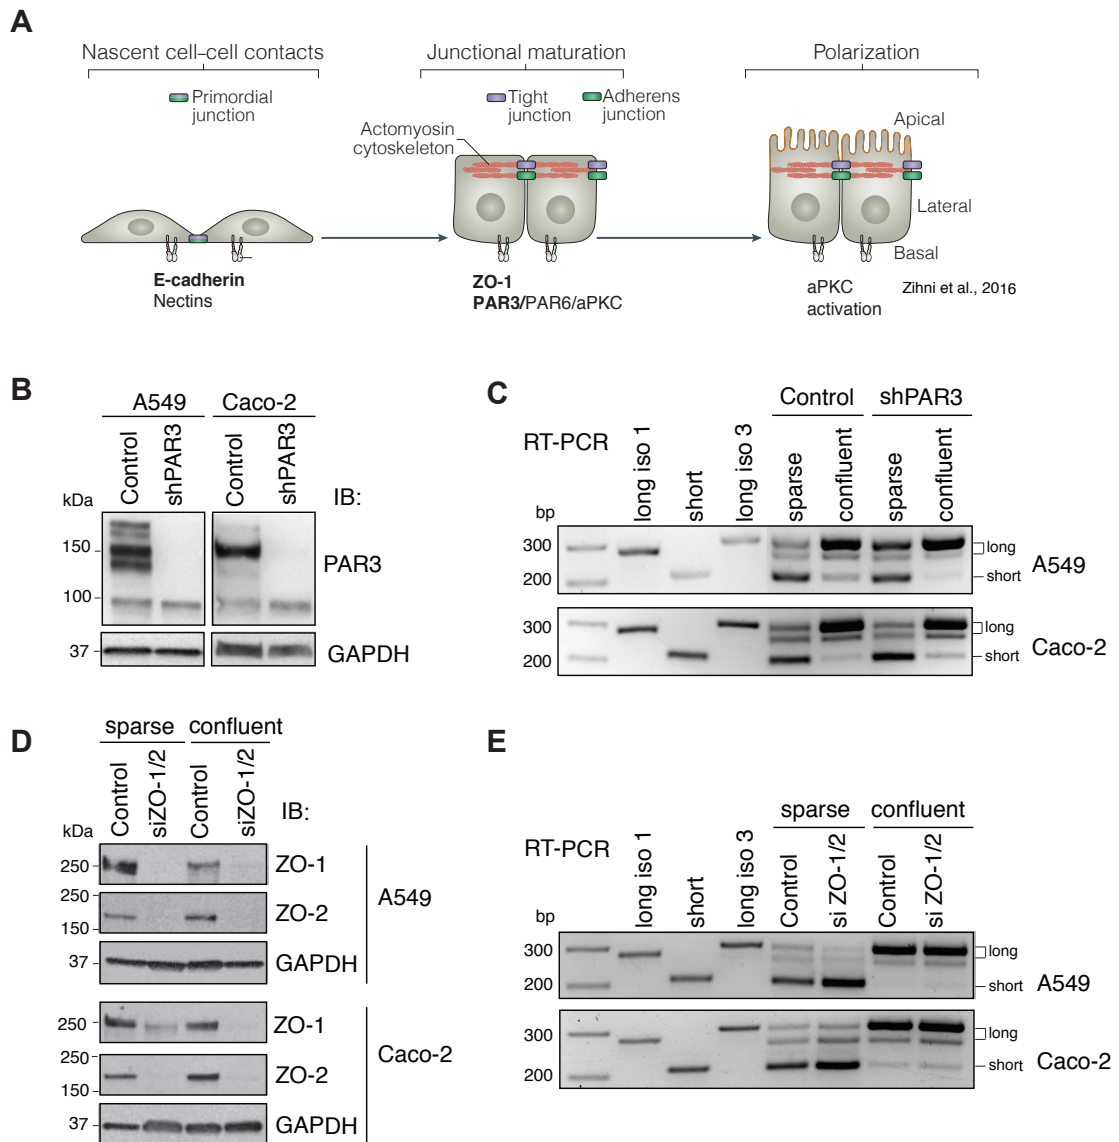 A
Nascent cell–cell contacts
Junctional maturation
Polarization
Primordial
junction
Tight
junction
Adherens
junction
Actomyosin
cytoskeleton
Apical
Lateral
Basal
E-cadherin
Nectins
ZO-1
PAR3/PAR6/aPKC
aPKC
activation
Zihni et al., 2016
B
A549
Caco-2
Control
shPAR3
Control
shPAR3
kDa
IB:
150
100
37
PAR3
GAPDH
C
Control
shPAR3
RT-PCR
long iso 1
short
long iso 3
sparse
confluent
sparse
confluent
bp
300
200
long
short
A549
300
200
long
short
Caco-2
D
sparse
confluent
Control
siZO-1/2
Control
siZO-1/2
IB:
kDa
250
ZO-1
250
150
ZO-2
37
GAPDH
A549
250
ZO-1
250
150
ZO-2
37
GAPDH
Caco-2
E
sparse
confluent
RT-PCR
long iso 1
short
long iso 3
Control
si ZO-1/2
Control
si ZO-1/2
bp
300
200
long
short
A549
300
200
long
short
Caco-2